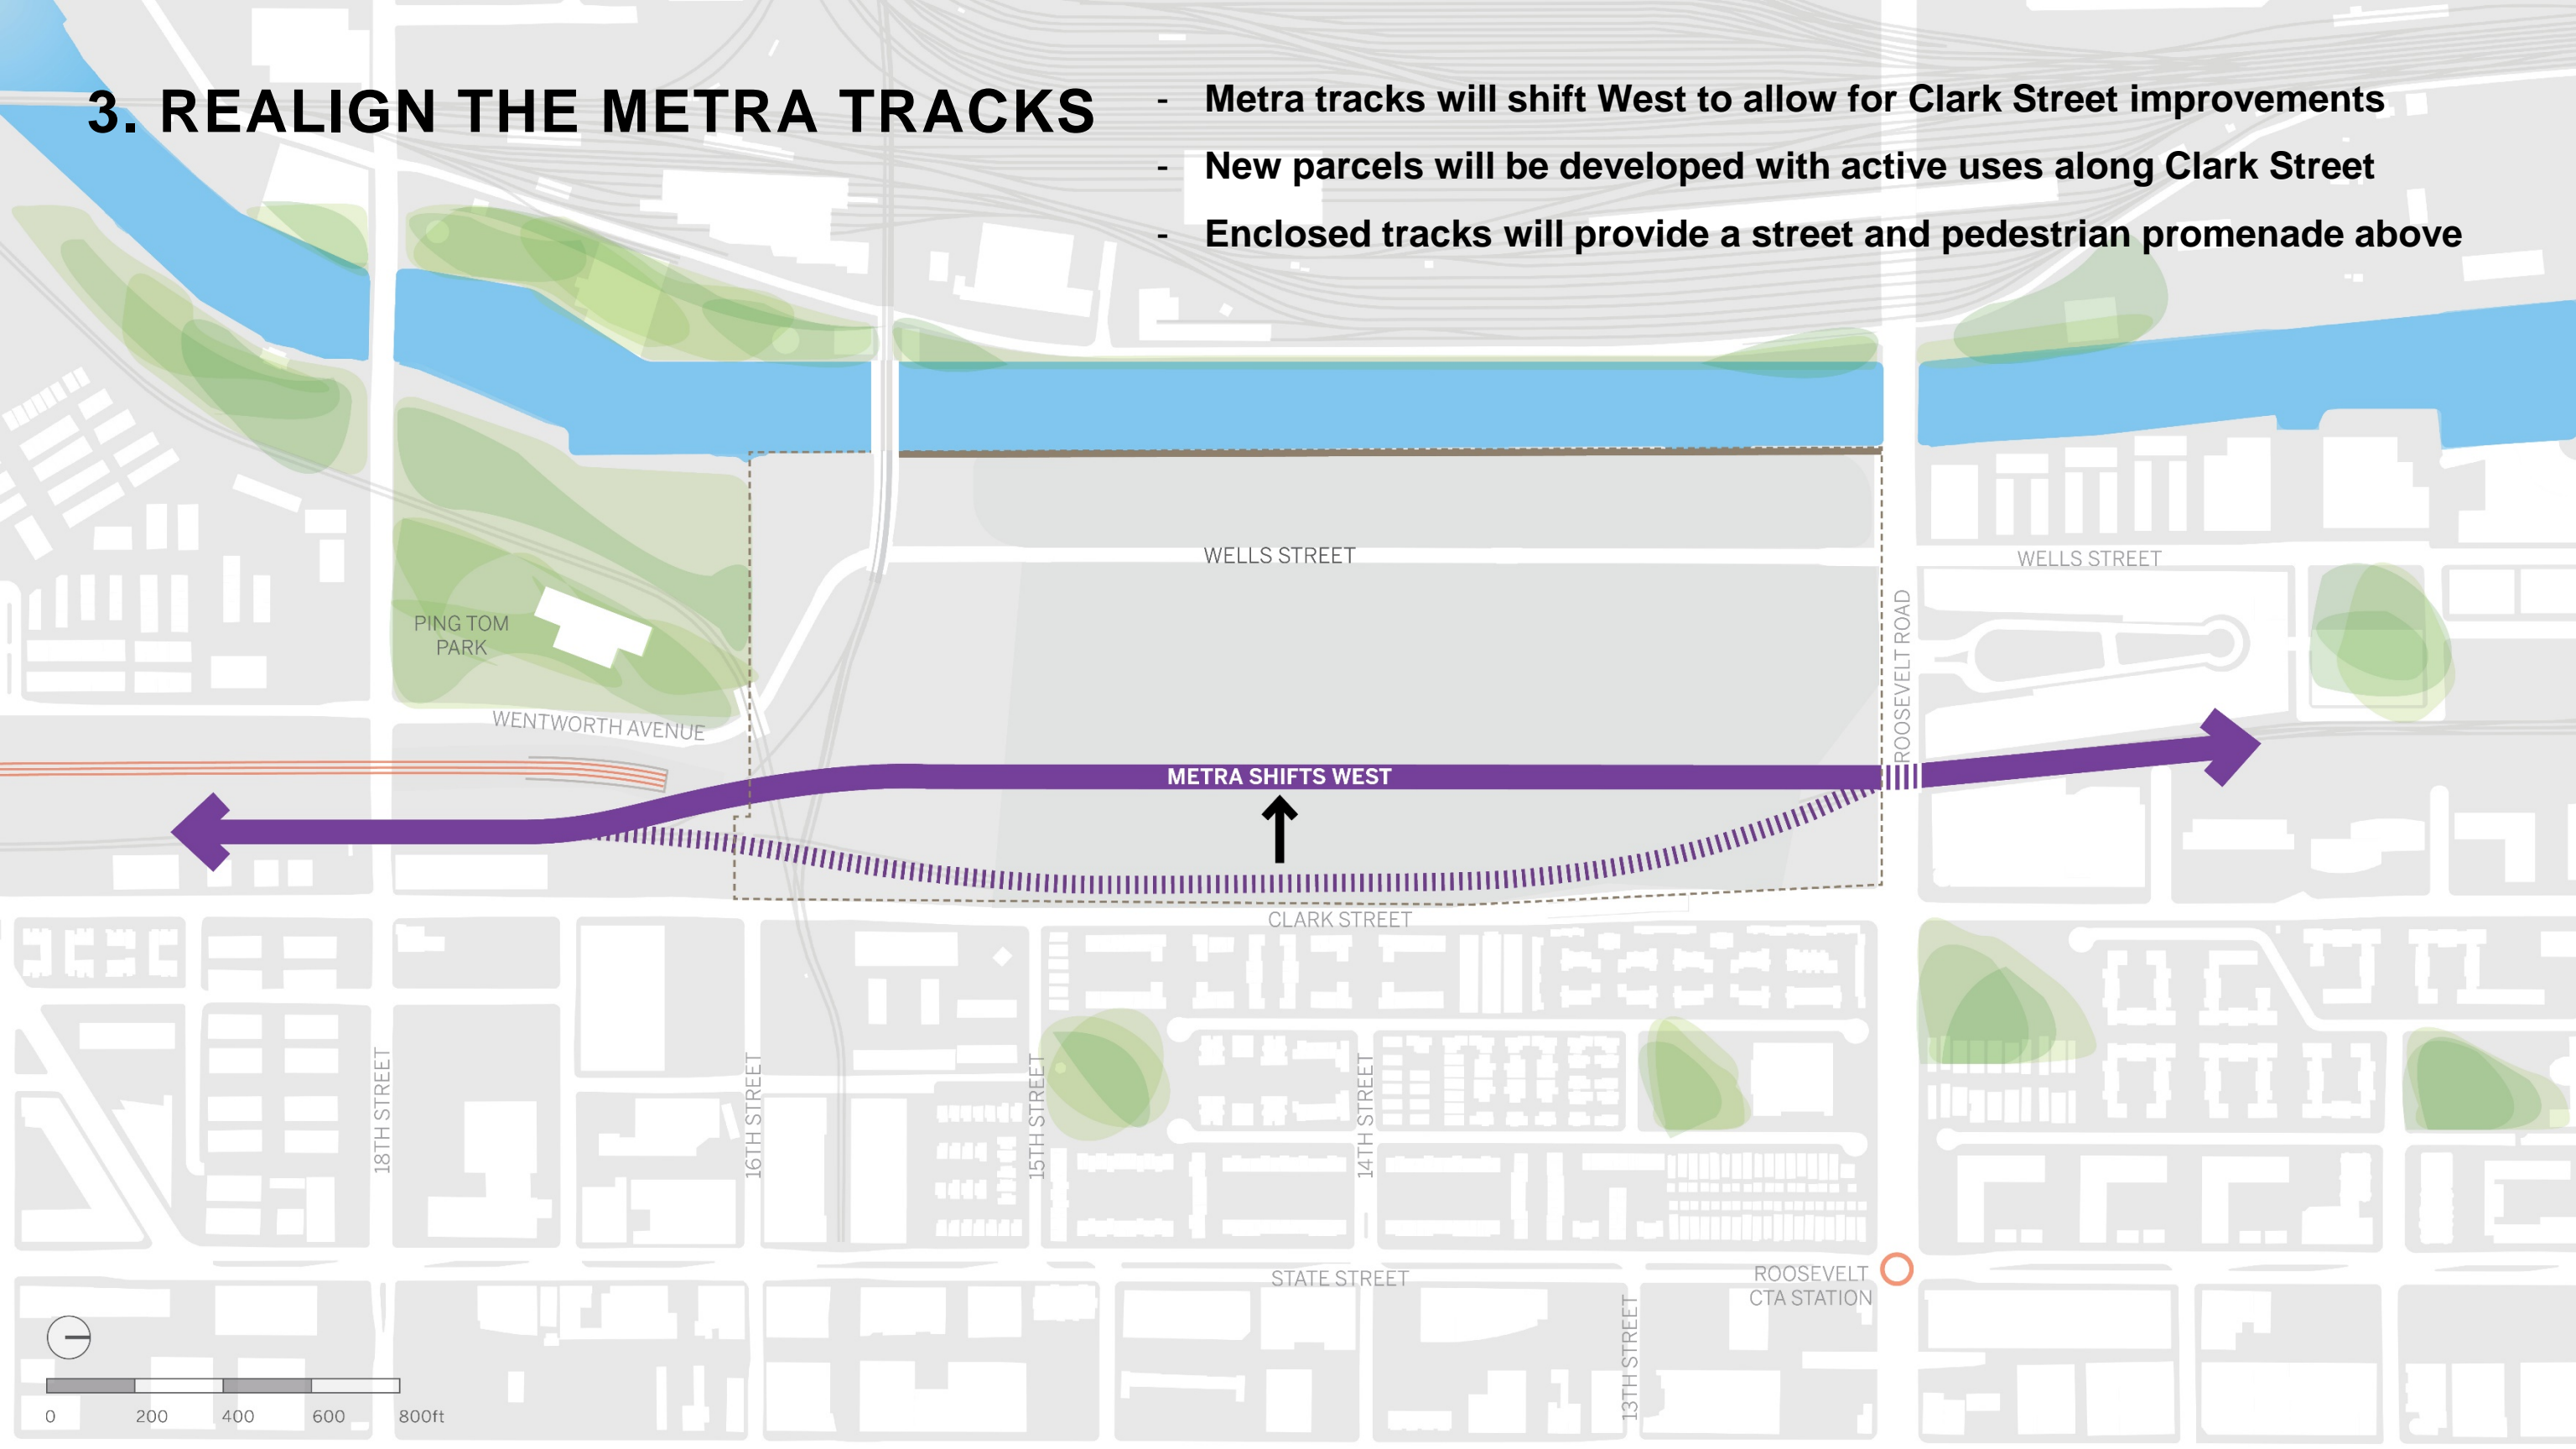 3. REALIGN THE METRA TRACKS
- Metra tracks will shift West to allow for Clark Street improvements
- New parcels will be developed with active uses along Clark Street
- Enclosed tracks will provide a street and pedestrian promenade above
WELLS STREET
WELLS STREET
PING TOM
PARK
ROOSEVELT ROAD
WENTWORTH AVENUE
METRA SHIFTS WEST
CLARK STREET
18TH STREET
16TH STREET
15TH STREET
14TH STREET
STATE STREET
ROOSEVELT
CTA STATION
13TH STREET
0 200 400 600 800ft